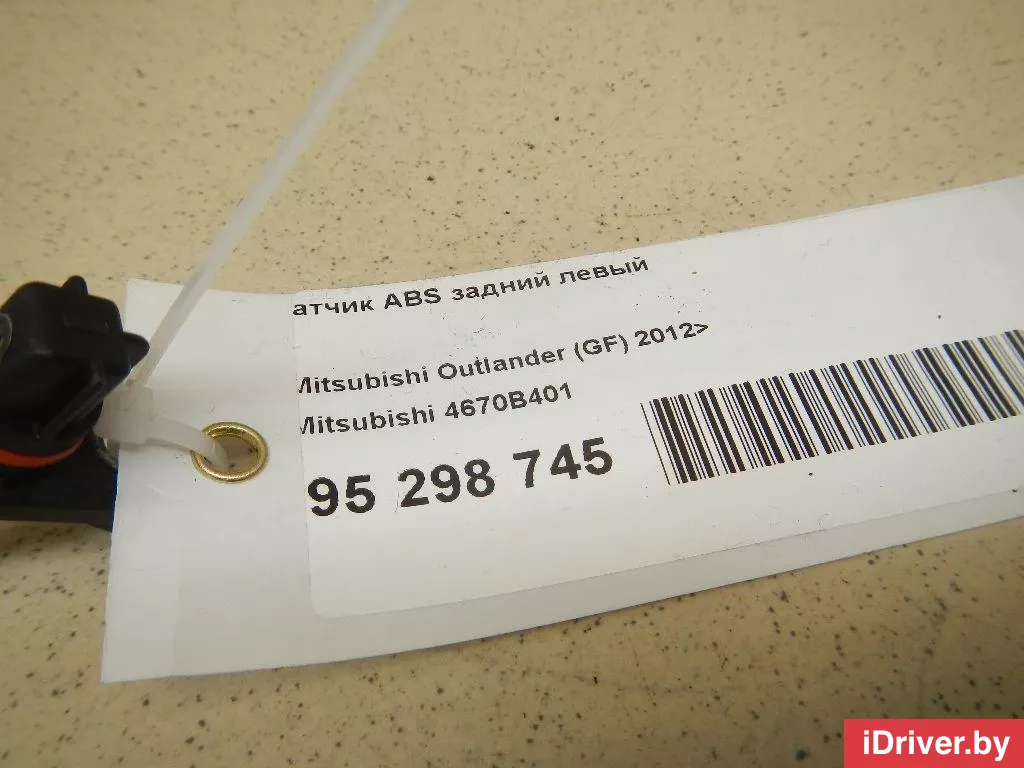 атчик ABS задний левый
Mitsubishi Outlander (GF) 2012>
Mitsubishi 4670B401
95 298 745
iDriver.by